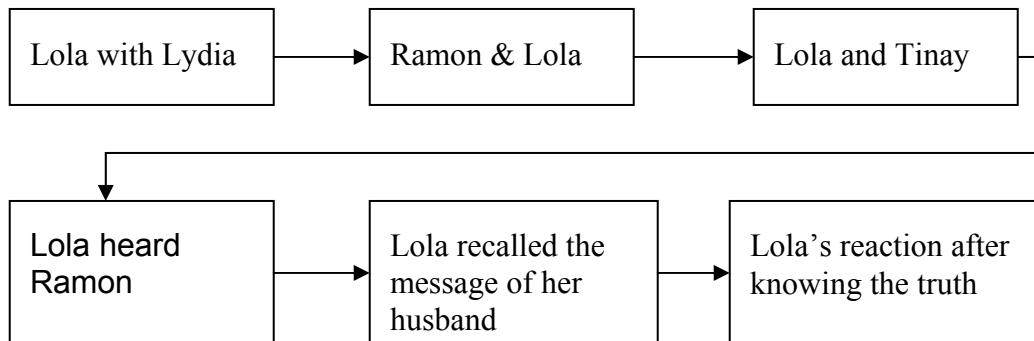 Lola with Lydia
Ramon & Lola
Lola and Tinay
Lola heard
Ramon
Lola recalled the
message of her
husband
Lola’s reaction after
knowing the truth